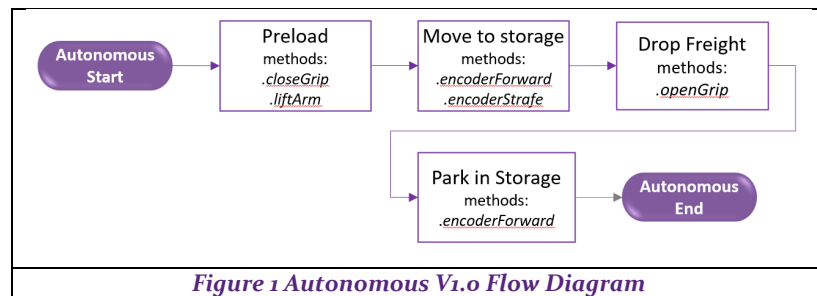 Autonomous
Start
Preload
methods:
.closeGrip
.liftArm
Move to storage
methods:
.encoderForward
.encoderStrafe
Drop Freight
methods:
.openGrip
Park in Storage
methods:
.encoderForward
Autonomous
End
Figure 1 Autonomous V1.0 Flow Diagram